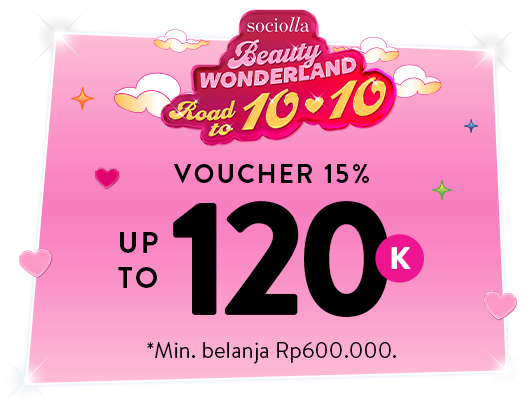 sociolla
Beauty
WONDERLAND
Road
to
10 10
VOUCHER 15%
UP
TO
120
K
*Min. belanja Rp600.000.